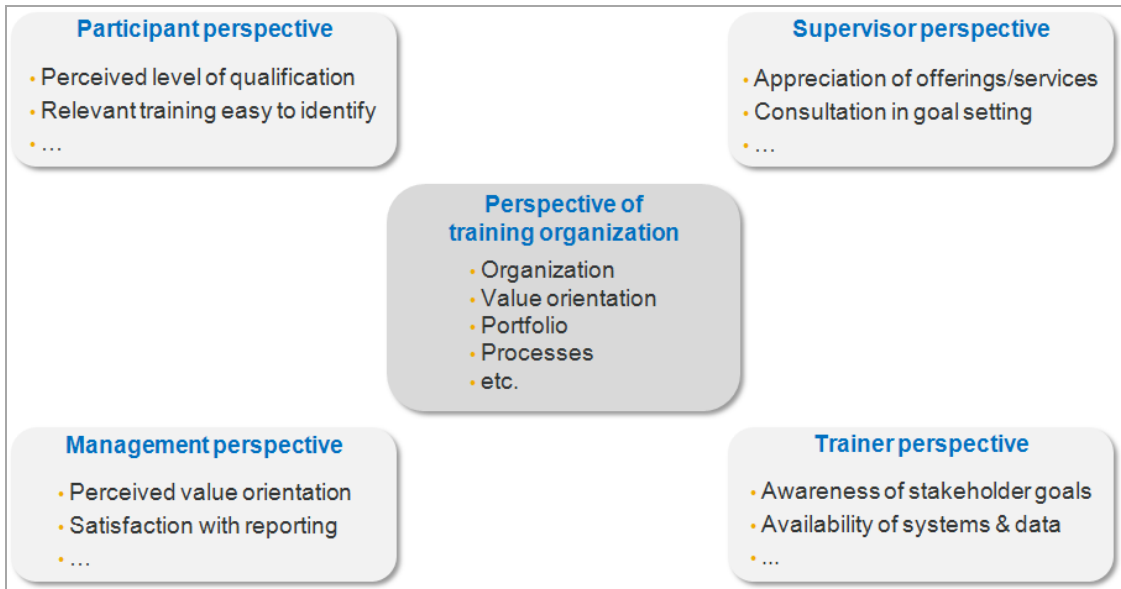 Participant perspective
• Perceived level of qualification
• Relevant training easy to identify
• …
Supervisor perspective
• Appreciation of offerings/services
• Consultation in goal setting
• …
Perspective of
training organization
• Organization
• Value orientation
• Portfolio
• Processes
• etc.
Management perspective
• Perceived value orientation
• Satisfaction with reporting
• …
Trainer perspective
• Awareness of stakeholder goals
• Availability of systems & data
• ...